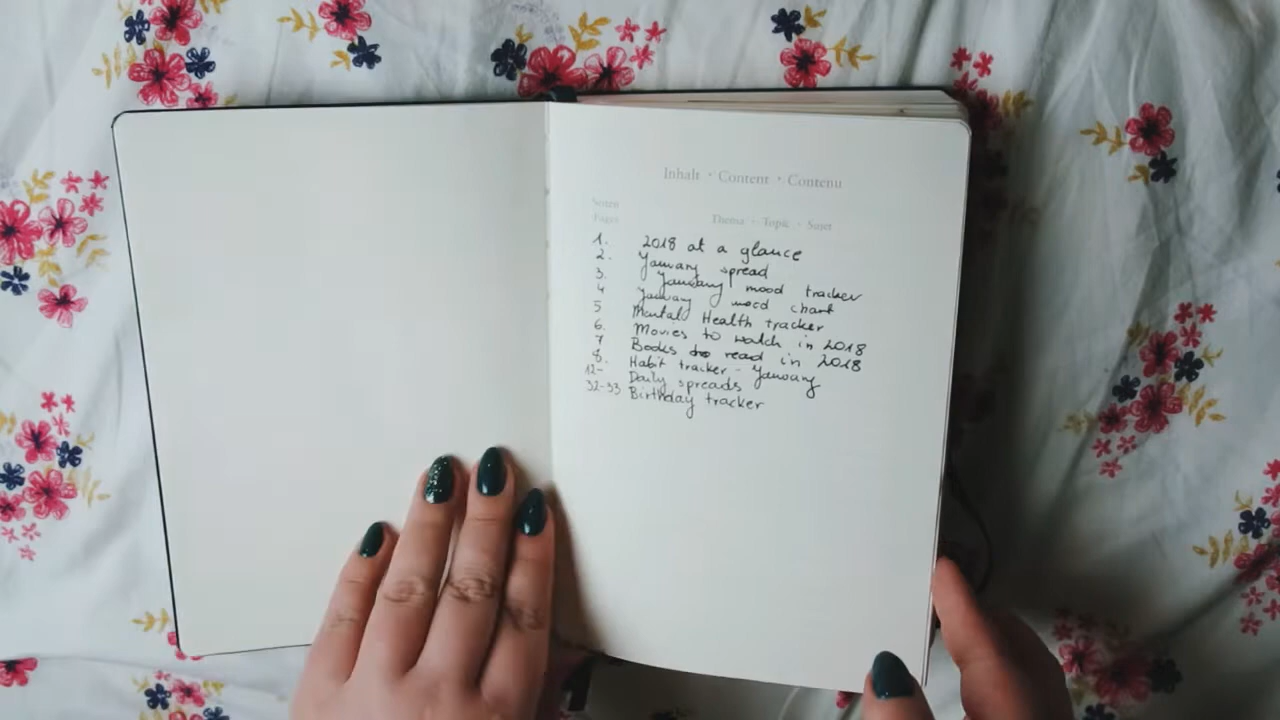 Inhalt · Content · Contenu
Seiten
Pages
Thema · Topic · Sujet
1. 2018 at a glance
2. January spread
3. January mood tracker
4 January mood chart
5 Mental Health tracker
6. Movies to watch in 2018
7 Books to read in 2018
8. Habit tracker - January
12- Daily spreads
32-33 Birthday tracker